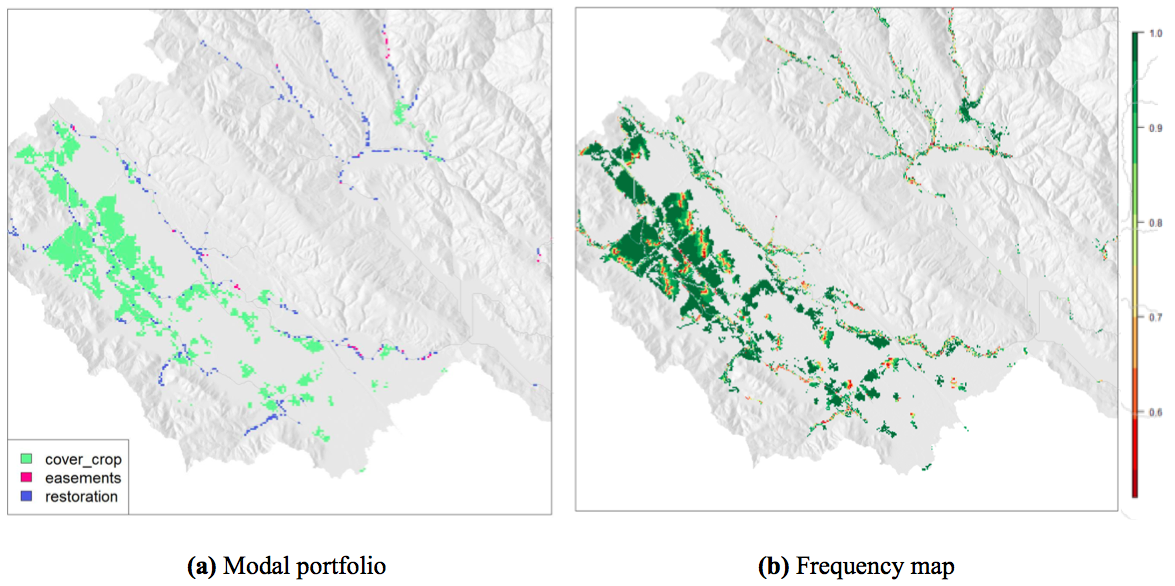 cover_crop
easements
restoration
1.0
0.9
0.8
0.7
0.6
(a) Modal portfolio
(b) Frequency map